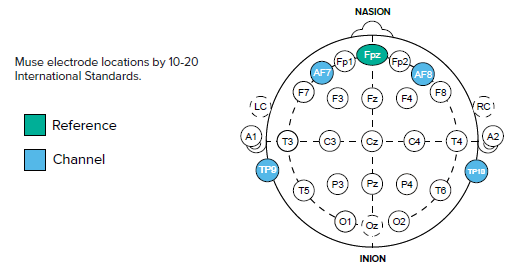 NASION
Muse electrode locations by 10-20
International Standards.
Fp1 Fpz Fp2
AF7 AF8
F7 F3 Fz F4 F8
LC RC
Reference
A1 T3 C3 Cz C4 T4 A2
Channel
TP9 TP10
T5 P3 Pz P4 T6
O1 Oz O2
INION